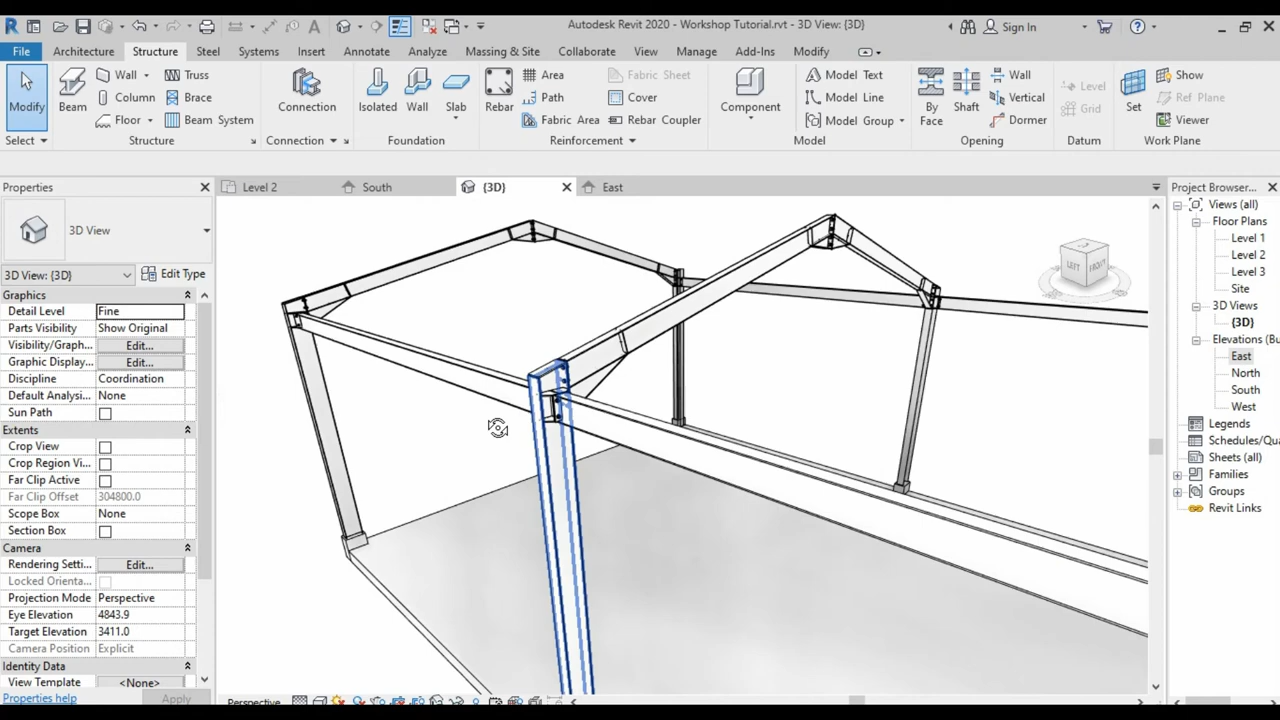 Autodesk Revit 2020 - Workshop Tutorial.rvt - 3D View: {3D}
Sign In
File Architecture Structure Steel Systems Insert Annotate Analyze Massing & Site Collaborate View Manage Add-Ins Modify
Modify
Beam
Wall
Column
Floor
Truss
Brace
Beam System
Connection
Isolated
Wall
Slab
Rebar
Area
Path
Fabric Area
Fabric Sheet
Cover
Rebar Coupler
Component
Model Text
Model Line
Model Group
By
Face
Shaft
Wall
Vertical
Dormer
Level
Grid
Set
Show
Ref Plane
Viewer
Select Structure Connection Foundation Reinforcement Model Opening Datum Work Plane
Properties
Level 2 South {3D} East
Project Browser...
3D View
3D View: {3D} Edit Type
Graphics
Detail Level Fine
Parts Visibility Show Original
Visibility/Graph... Edit...
Graphic Display... Edit...
Discipline Coordination
Default Analysi... None
Sun Path
Extents
Crop View
Crop Region Vi...
Far Clip Active
Far Clip Offset 304800.0
Scope Box None
Section Box
Camera
Rendering Setti... Edit...
Locked Orienta...
Projection Mode Perspective
Eye Elevation 4843.9
Target Elevation 3411.0
Camera Position Explicit
Identity Data
View Template <None>
Properties help Apply
LEFT FRONT
Views (all)
Floor Plans
Level 1
Level 2
Level 3
Site
3D Views
{3D}
Elevations (Bu
East
North
South
West
Legends
Schedules/Qua
Sheets (all)
Families
Groups
Revit Links
Perspective